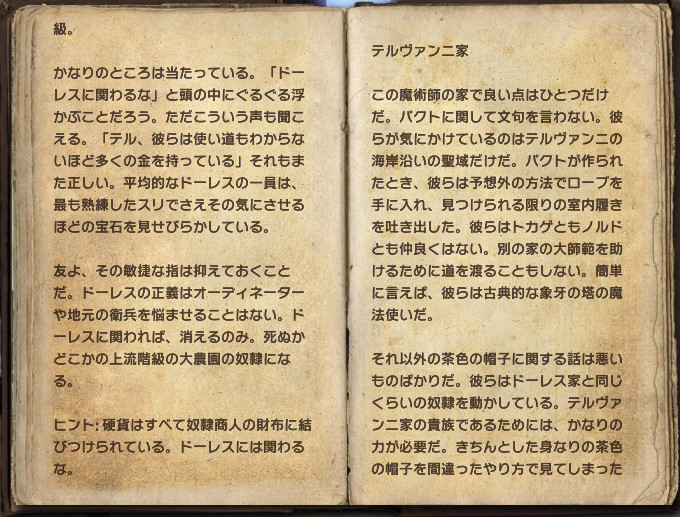 級。
かなりのところは当たっている。「ドー
レスに関わるな」と頭の中にぐるぐる浮
かぶことだろう。ただこういう声も聞こ
える。「テル、彼らは使い道もわからな
いほど多くの金を持っている」それもま
た正しい。平均的なドーレスの一員は、
最も熟練したスリでさえその気にさせる
ほどの宝石を見せびらかしている。
友よ、その敏捷な指は抑えておくこと
だ。ドーレスの正義はオーディネーター
や地元の衛兵を悩ませることはない。ド
ーレスに関われば、消えるのみ。死ぬか
どこかの上流階級の大農園の奴隷にな
る。
ヒント: 硬貨はすべて奴隷商人の財布に結
びつけられている。ドーレスには関わる
な。
テルヴァンニ家
この魔術師の家で良い点はひとつだけ
だ。パクトに関して文句を言わない。彼
らが気にかけているのはテルヴァンニの
海岸沿いの聖域だけだ。パクトが作られ
たとき、彼らは予想外の方法でローブを
手に入れ、見つけられる限りの室内履き
を吐き出した。彼らはトカゲともノルド
とも仲良くはない。別の家の大師範を助
けるために道を渡ることもしない。簡単
に言えば、彼らは古典的な象牙の塔の魔
法使いだ。
それ以外の茶色の帽子に関する話は悪い
ものばかりだ。彼らはドーレス家と同じ
くらいの奴隷を動かしている。テルヴァ
ンニ家の貴族であるためには、かなりの
力が必要だ。きちんとした身なりの茶色
の帽子を間違ったやり方で見てしまった